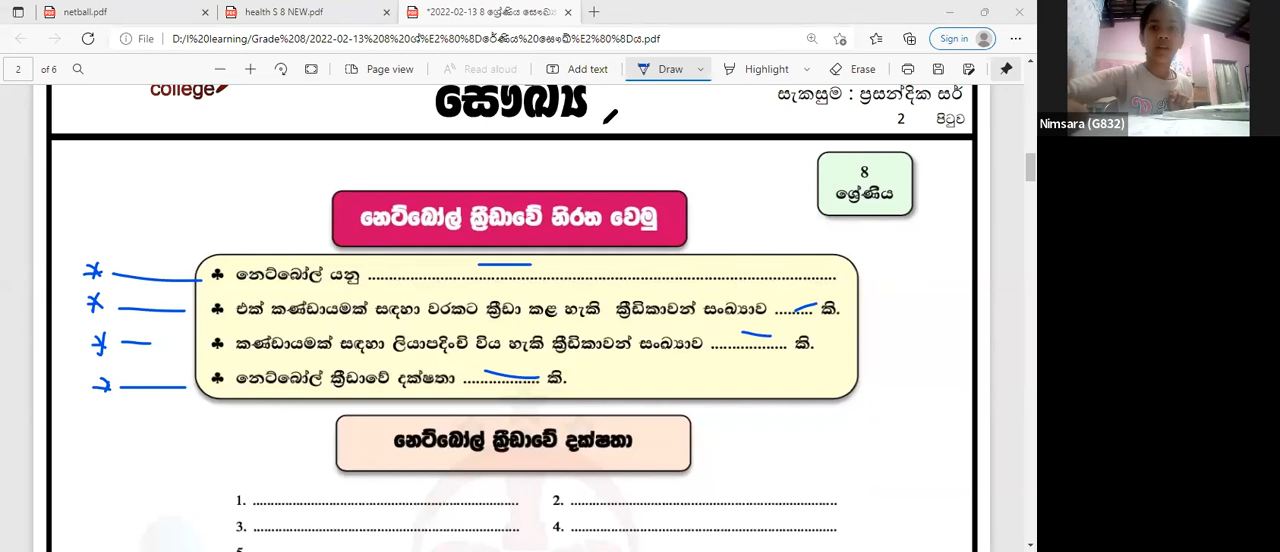 netball.pdf
health S 8 NEW.pdf
*2022-02-13 8 ශ්‍රේණිය සෞඛ්‍ය
File
D:/I%20learning/Grade%208/2022-02-13%208%20ශ්%E2%80%8Dරේණිය%20සෞඛ්%E2%80%8Dය.pdf
Sign in
2 of 6
Page view
Read aloud
Add text
Draw
Highlight
Erase
college
සෞඛ්‍ය
සැකසුම : ප්‍රසන්දික සර්
2 පිටුව
Nimsara (G832)
8
ශ්‍රේණිය
නෙට්බෝල් ක්‍රීඩාවේ නිරත වෙමු
♣ නෙට්බෝල් යනු ........................................................................
♣ එක් කණ්ඩායමක් සඳහා වරකට ක්‍රීඩා කළ හැකි ක්‍රීඩිකාවන් සංඛ්‍යාව ......... කි.
♣ කණ්ඩායමක් සඳහා ලියාපදිංචි විය හැකි ක්‍රීඩිකාවන් සංඛ්‍යාව .................. කි.
♣ නෙට්බෝල් ක්‍රීඩාවේ දක්ෂතා .................. කි.
නෙට්බෝල් ක්‍රීඩාවේ දක්ෂතා
1. ............................................................ 2. ............................................................
3. ............................................................ 4. ............................................................